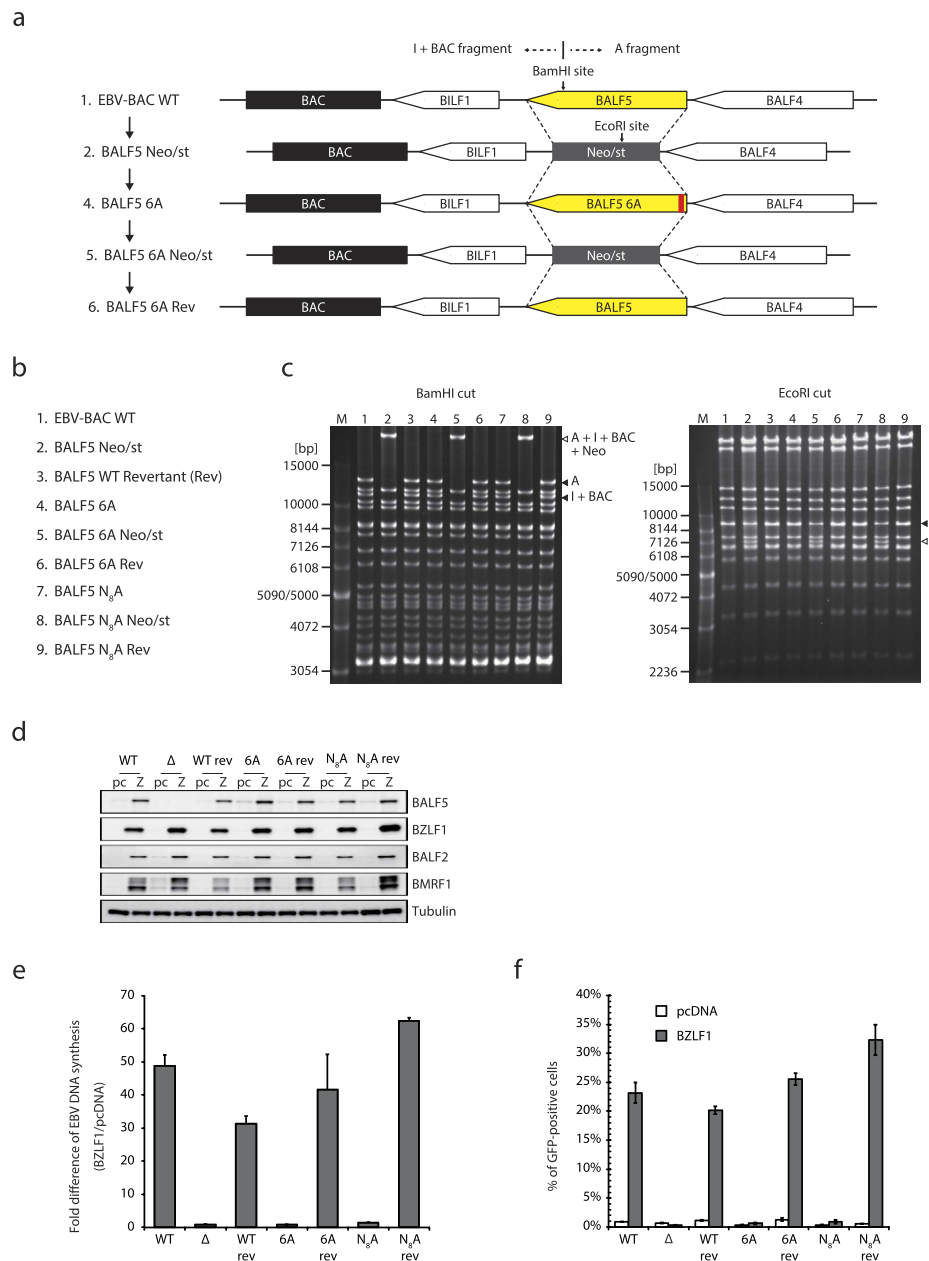 a
I + BAC fragment
A fragment
BamHI site
1. EBV-BAC WT
BAC
BILF1
BALF5
BALF4
EcoRI site
2. BALF5 Neo/st
BAC
BILF1
Neo/st
BALF4
4. BALF5 6A
BAC
BILF1
BALF5 6A
BALF4
5. BALF5 6A Neo/st
BAC
BILF1
Neo/st
BALF4
6. BALF5 6A Rev
BAC
BILF1
BALF5
BALF4
b
1. EBV-BAC WT
2. BALF5 Neo/st
3. BALF5 WT Revertant (Rev)
4. BALF5 6A
5. BALF5 6A Neo/st
6. BALF5 6A Rev
7. BALF5 N8A
8. BALF5 N8A Neo/st
9. BALF5 N8A Rev
c
BamHI cut
M 1 2 3 4 5 6 7 8 9
[bp]
15000
10000
8144
7126
6108
5090/5000
4072
3054
A + I + BAC
+ Neo
A
I + BAC
EcoRI cut
M 1 2 3 4 5 6 7 8 9
[bp]
15000
10000
8144
7126
6108
5090/5000
4072
3054
2236
d
WT Δ WT rev 6A 6A rev N8A N8A rev
pc Z pc Z pc Z pc Z pc Z pc Z pc Z
BALF5
BZLF1
BALF2
BMRF1
Tubulin
e
Fold difference of EBV DNA synthesis
(BZLF1/pcDNA)
70
60
50
40
30
20
10
0
WT Δ WT rev 6A 6A rev N8A N8A rev
f
% of GFP-positive cells
40%
35%
30%
25%
20%
15%
10%
5%
0%
pcDNA
BZLF1
WT Δ WT rev 6A 6A rev N8A N8A rev